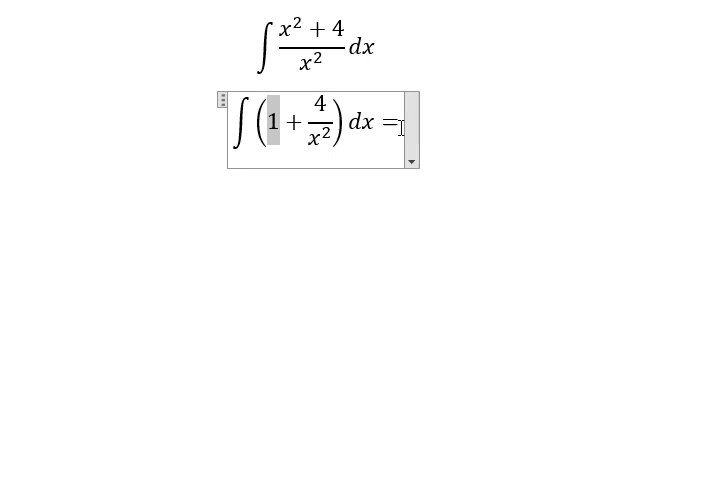 ∫ (x² + 4)/x² dx
∫ (1 + 4/x²) dx =